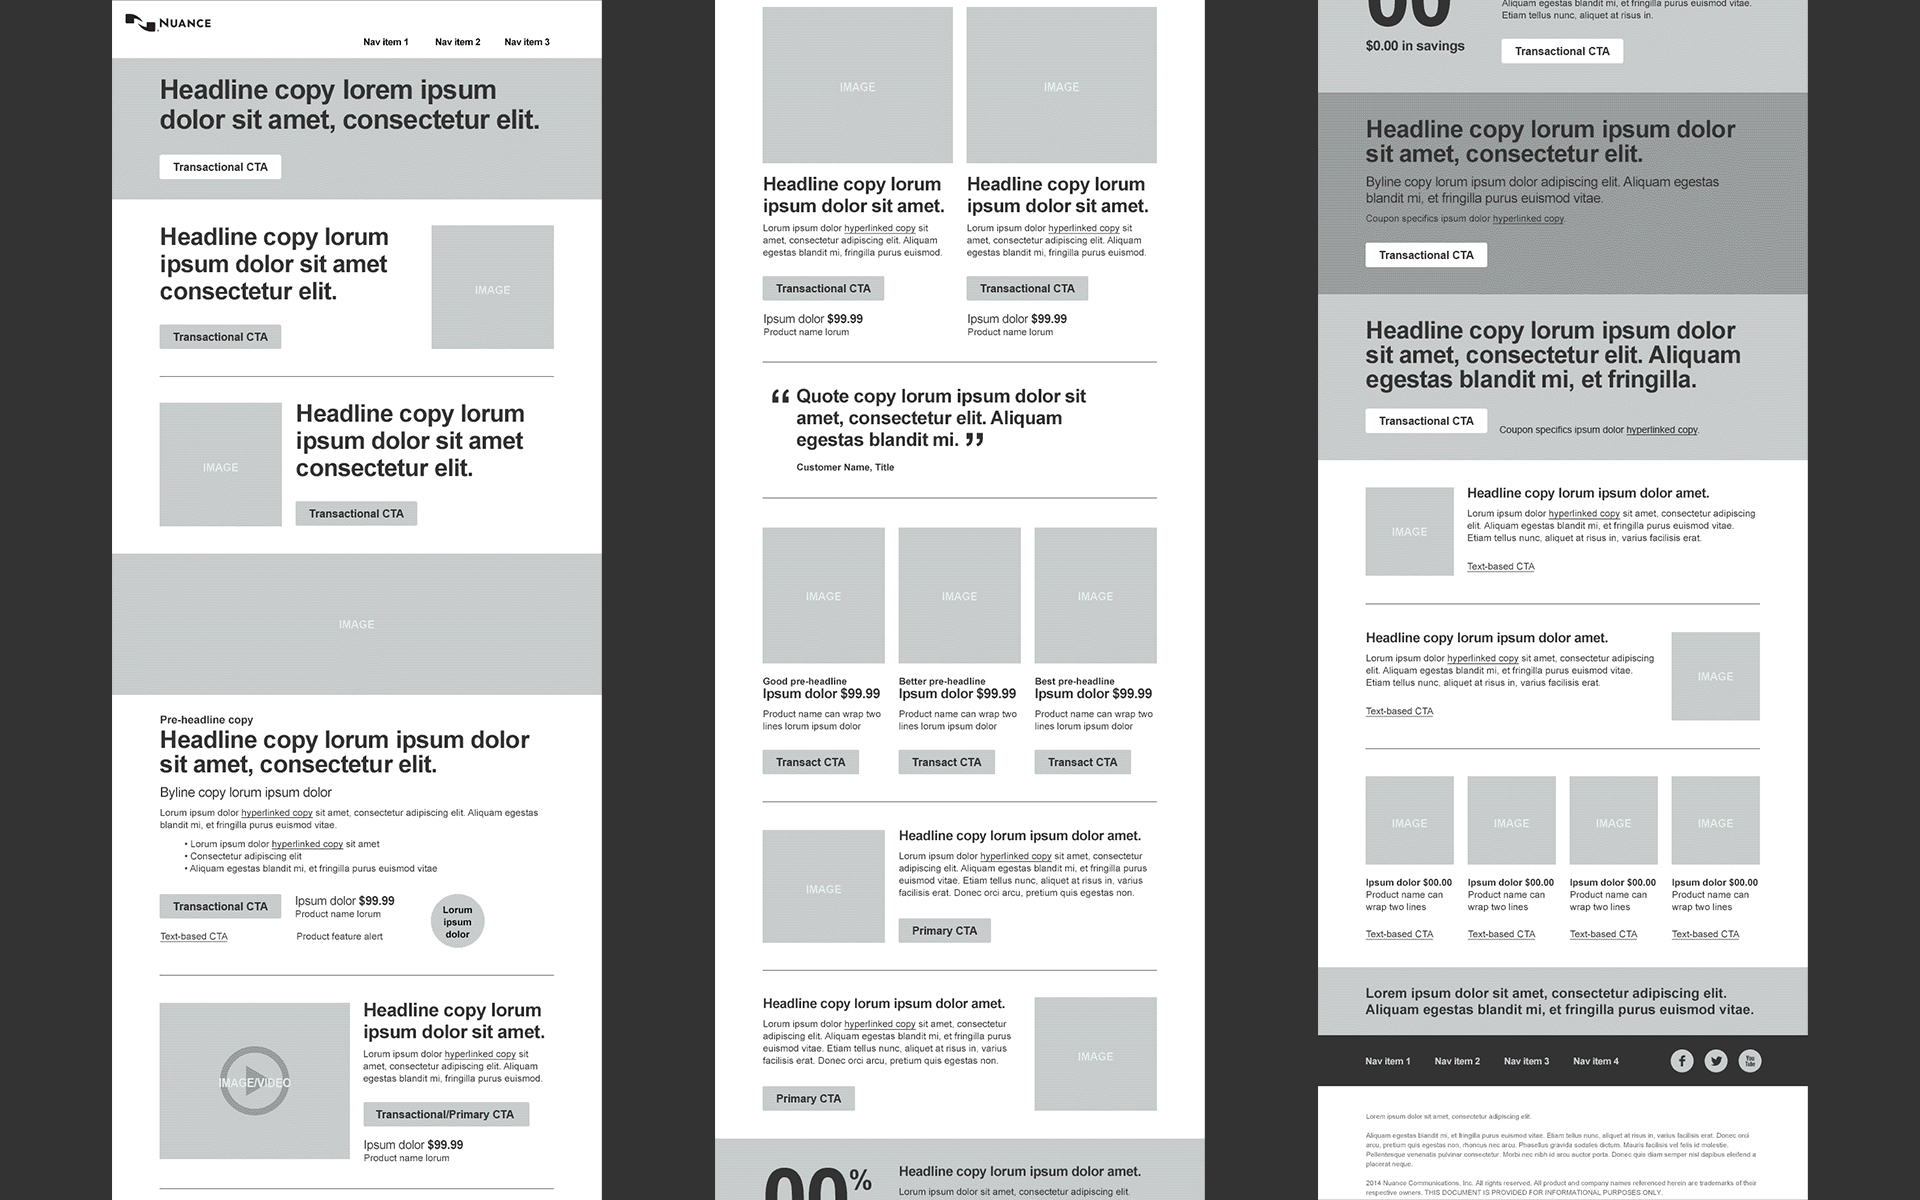 NUANCE
Nav item 1
Nav item 2
Nav item 3
Headline copy lorem ipsum
dolor sit amet, consectetur elit.
Transactional CTA
Headline copy lorum
ipsum dolor sit amet
consectetur elit.
Transactional CTA
IMAGE
IMAGE
Headline copy lorum
ipsum dolor sit amet
consectetur elit.
Transactional CTA
IMAGE
Pre-headline copy
Headline copy lorum ipsum dolor
sit amet, consectetur elit.
Byline copy lorum ipsum dolor
Lorum ipsum dolor hyperlinked copy sit amet, consectetur adipiscing elit. Aliquam egestas
blandit mi, et fringilla purus euismod vitae.
• Lorum ipsum dolor hyperlinked copy sit amet
• Consectetur adipiscing elit
• Aliquam egestas blandit mi, et fringilla purus euismod vitae
Transactional CTA
Text-based CTA
Ipsum dolor $99.99
Product name lorum
Product feature alert
Lorum
ipsum
dolor
IMAGE/VIDEO
Headline copy lorum
ipsum dolor sit amet.
Lorum ipsum dolor hyperlinked copy sit
amet, consectetur adipiscing elit. Aliquam
egestas blandit mi, fringilla purus euismod.
Transactional/Primary CTA
Ipsum dolor $99.99
Product name lorum
IMAGE
Headline copy lorum
ipsum dolor sit amet.
Lorum ipsum dolor hyperlinked copy sit
amet, consectetur adipiscing elit. Aliquam
egestas blandit mi, fringilla purus euismod.
Transactional CTA
Ipsum dolor $99.99
Product name lorum
IMAGE
Headline copy lorum
ipsum dolor sit amet.
Lorum ipsum dolor hyperlinked copy sit
amet, consectetur adipiscing elit. Aliquam
egestas blandit mi, fringilla purus euismod.
Transactional CTA
Ipsum dolor $99.99
Product name lorum
“ Quote copy lorum ipsum dolor sit
amet, consectetur elit. Aliquam
egestas blandit mi. ”
Customer Name, Title
IMAGE
Good pre-headline
Ipsum dolor $99.99
Product name can wrap two
lines lorum ipsum dolor
Transact CTA
IMAGE
Better pre-headline
Ipsum dolor $99.99
Product name can wrap two
lines lorum ipsum dolor
Transact CTA
IMAGE
Best pre-headline
Ipsum dolor $99.99
Product name can wrap two
lines lorum ipsum dolor
Transact CTA
IMAGE
Headline copy lorum ipsum dolor amet.
Lorum ipsum dolor hyperlinked copy sit amet, consectetur
adipiscing elit. Aliquam egestas blandit mi, et fringilla purus
euismod vitae. Etiam tellus nunc, aliquet at risus in, varius
facilisis erat. Donec orci arcu, pretium quis egestas non.
Primary CTA
Headline copy lorum ipsum dolor amet.
Lorum ipsum dolor hyperlinked copy sit amet, consectetur
adipiscing elit. Aliquam egestas blandit mi, et fringilla purus
euismod vitae. Etiam tellus nunc, aliquet at risus in, varius
facilisis erat. Donec orci arcu, pretium quis egestas non.
Primary CTA
IMAGE
00%
Headline copy lorum ipsum dolor amet.
Lorum ipsum dolor sit amet, consectetur adipiscing elit.
00
$0.00 in savings
Aliquam egestas blandit mi, et fringilla purus euismod vitae.
Etiam tellus nunc, aliquet at risus in.
Transactional CTA
Headline copy lorum ipsum dolor
sit amet, consectetur elit.
Byline copy lorum ipsum dolor adipiscing elit. Aliquam egestas
blandit mi, et fringilla purus euismod vitae.
Coupon specifics ipsum dolor hyperlinked copy.
Transactional CTA
Headline copy lorum ipsum dolor
sit amet, consectetur elit. Aliquam
egestas blandit mi, et fringilla.
Transactional CTA
Coupon specifics ipsum dolor hyperlinked copy.
IMAGE
Headline copy lorum ipsum dolor amet.
Lorum ipsum dolor hyperlinked copy sit amet, consectetur adipiscing
elit. Aliquam egestas blandit mi, et fringilla purus euismod vitae.
Etiam tellus nunc, aliquet at risus in, varius facilisis erat.
Text-based CTA
Headline copy lorum ipsum dolor amet.
Lorum ipsum dolor hyperlinked copy sit amet, consectetur adipiscing
elit. Aliquam egestas blandit mi, et fringilla purus euismod vitae.
Etiam tellus nunc, aliquet at risus in, varius facilisis erat.
Text-based CTA
IMAGE
IMAGE
Ipsum dolor $00.00
Product name can
wrap two lines
Text-based CTA
IMAGE
Ipsum dolor $00.00
Product name can
wrap two lines
Text-based CTA
IMAGE
Ipsum dolor $00.00
Product name can
wrap two lines
Text-based CTA
IMAGE
Ipsum dolor $00.00
Product name can
wrap two lines
Text-based CTA
Lorem ipsum dolor sit amet, consectetur adipiscing elit.
Aliquam egestas blandit mi, et fringilla purus euismod vitae.
Nav item 1
Nav item 2
Nav item 3
Nav item 4
f
You
Tube
Lorem ipsum dolor sit amet, consectetur adipiscing elit.
Aliquam egestas blandit mi, et fringilla purus euismod vitae. Etiam tellus nunc, aliquet at risus in, varius facilisis erat. Donec orci
arcu, pretium quis egestas non, rhoncus nec arcu. Phasellus gravida sodales dictum. Mauris facilisis vel felis id molestie.
Pellentesque venenatis pulvinar consectetur. Morbi nec nibh id arcu auctor porta. Donec quis diam semper nisl dapibus eleifend a
placerat neque.
2014 Nuance Communications, Inc. All rights reserved. All product and company names referenced herein are trademarks of their
respective owners. THIS DOCUMENT IS PROVIDED FOR INFORMATIONAL PURPOSES ONLY.